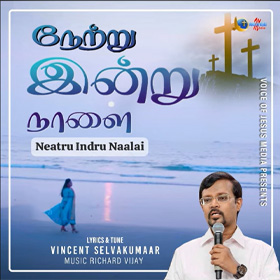 நேற்று
இன்று
நாளை
Neatru Indru Naalai
VOICE OF JESUS MEDIA PRESENTS
LYRICS & TUNE
VINCENT SELVAKUMAAR
MUSIC RICHARD VIJAY